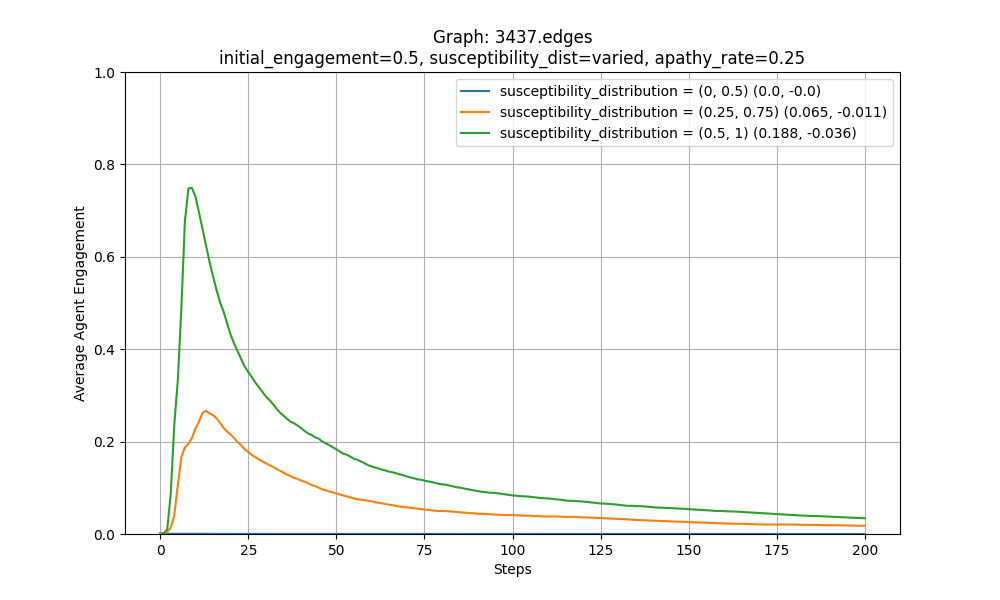 Graph: 3437.edges
initial_engagement=0.5, susceptibility_dist=varied, apathy_rate=0.25
susceptibility_distribution = (0, 0.5) (0.0, -0.0)
susceptibility_distribution = (0.25, 0.75) (0.065, -0.011)
susceptibility_distribution = (0.5, 1) (0.188, -0.036)
Average Agent Engagement
1.0
0.8
0.6
0.4
0.2
0.0
0 25 50 75 100 125 150 175 200
Steps